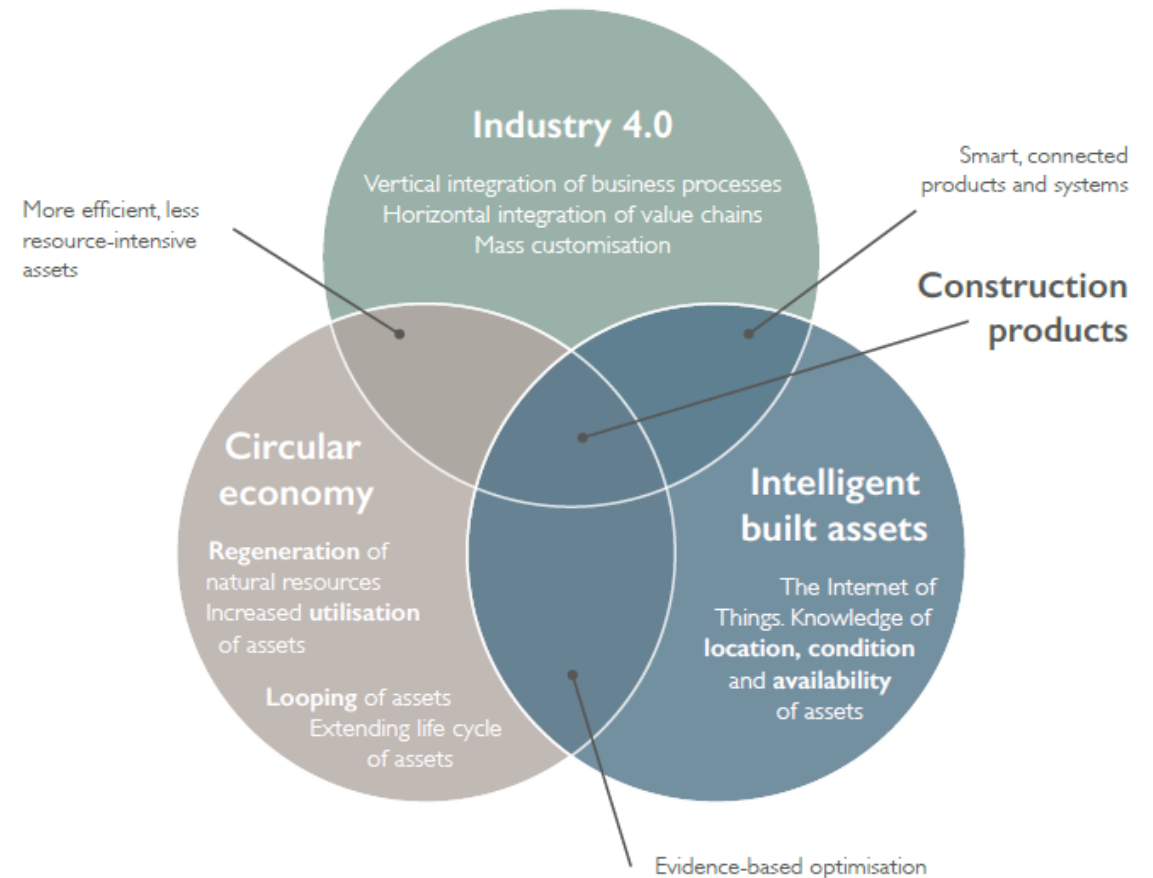 Industry 4.0
Vertical integration of business processes
Horizontal integration of value chains
Mass customisation
Smart, connected
products and systems
More efficient, less
resource-intensive
assets
Construction
products
Circular
economy
Regeneration of
natural resources
Increased utilisation
of assets
Looping of assets
Extending life cycle
of assets
Intelligent
built assets
The Internet of
Things. Knowledge of
location, condition
and availability
of assets
Evidence-based optimisation